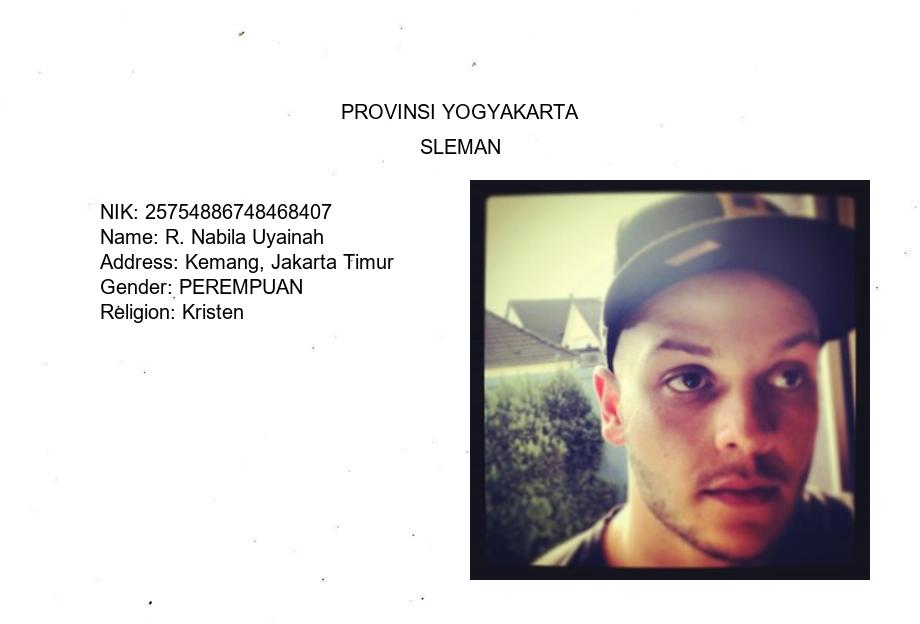 PROVINSI YOGYAKARTA
SLEMAN
NIK: 25754886748468407
Name: R. Nabila Uyainah
Address: Kemang, Jakarta Timur
Gender: PEREMPUAN
Religion: Kristen